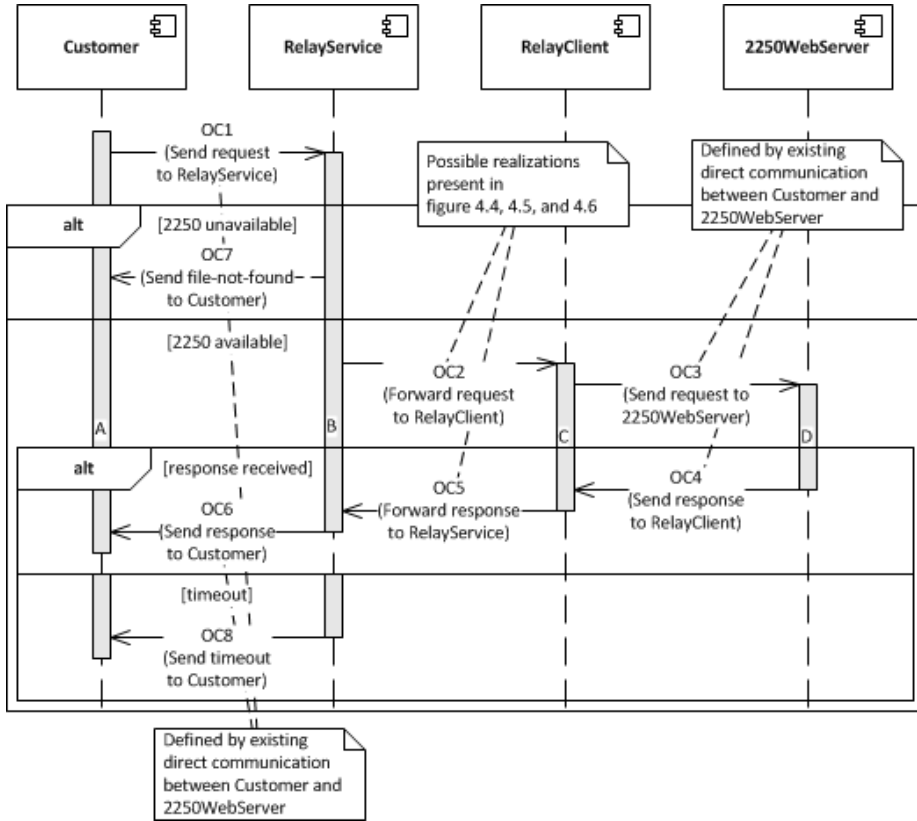 Customer
RelayService
RelayClient
2250WebServer
OC1
(Send request
to RelayService)
Possible realizations
present in
figure 4.4, 4.5, and 4.6
Defined by existing
direct communication
between Customer and
2250WebServer
alt
[2250 unavailable]
OC7
(Send file-not-found
to Customer)
[2250 available]
OC2
(Forward request
to RelayClient)
OC3
(Send request to
2250WebServer)
A
B
C
D
alt
[response received]
OC6
(Send response
to Customer)
OC5
(Forward response
to RelayService)
OC4
(Send response
to RelayClient)
[timeout]
OC8
(Send timeout
to Customer)
Defined by existing
direct communication
between Customer and
2250WebServer